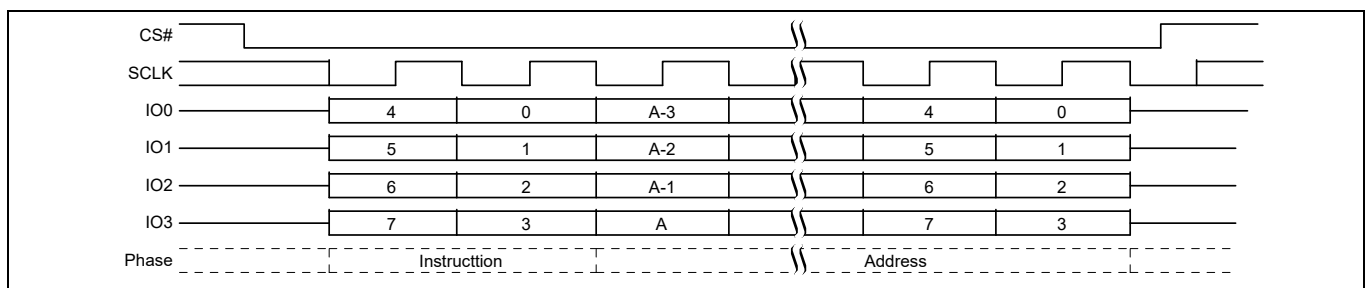 CS#
SCLK
IO0 4 0 A-3 4 0
IO1 5 1 A-2 5 1
IO2 6 2 A-1 6 2
IO3 7 3 A 7 3
Phase Instructtion Address